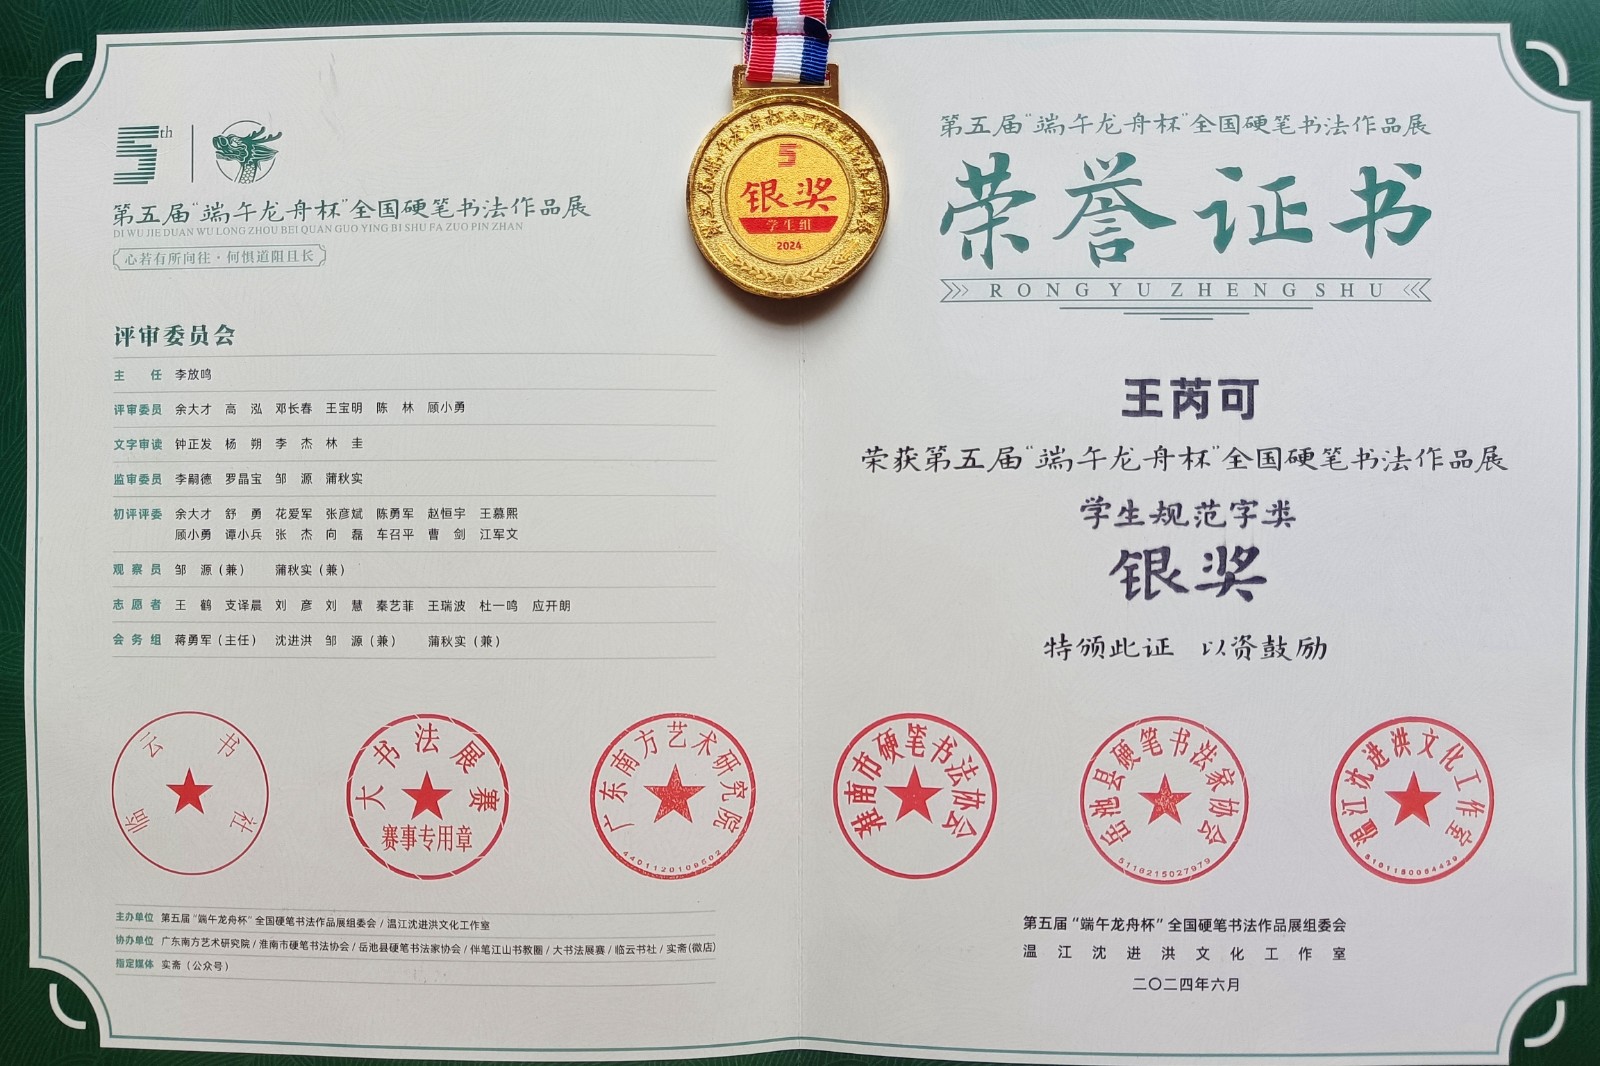 5th
第五届"端午龙舟杯"全国硬笔书法作品展
DI WU JIE DUAN WU LONG ZHOU BEI QUAN GUO YING BI SHU FA ZUO PIN ZHAN
心若有所向往·何惧道阻且长
评审委员会
主 任 李放鸣
评审委员 余大才 高 泓 邓长春 王宝明 陈 林 顾小勇
文字审读 钟正发 杨 朔 李 杰 林 圭
监审委员 李嗣德 罗晶宝 邹 源 蒲秋实
初评评委 余大才 舒 勇 花爱军 张彦斌 陈勇军 赵恒宇 王慕熙
顾小勇 谭小兵 张 杰 向 磊 车召平 曹 剑 江军文
观 察 员 邹 源（兼） 蒲秋实（兼）
志 愿 者 王 鹤 支译晨 刘 彦 刘 慧 秦艺菲 王瑞波 杜一鸣 应开朗
会 务 组 蒋勇军（主任） 沈进洪 邹 源（兼） 蒲秋实（兼）
临云书社
大书法展赛
赛事专用章
广东南方艺术研究院
4401120109502
主办单位 第五届"端午龙舟杯"全国硬笔书法作品展组委会 / 温江沈进洪文化工作室
协办单位 广东南方艺术研究院 / 淮南市硬笔书法协会 / 岳池县硬笔书法家协会 / 伴笔江山书教圈 / 大书法展赛 / 临云书社 / 实斋(微店)
指定媒体 实斋（公众号）
5
银奖
学生组
2024
第五届"端午龙舟杯"全国硬笔书法作品展
荣誉证书
RONG YU ZHENG SHU
王芮可
荣获第五届"端午龙舟杯"全国硬笔书法作品展
学生规范字类
银奖
特颁此证 以资鼓励
淮南市硬笔书法协会
岳池县硬笔书法家协会
5116215027979
温江沈进洪文化工作室
第五届"端午龙舟杯"全国硬笔书法作品展组委会
温江沈进洪文化工作室
二〇二四年六月